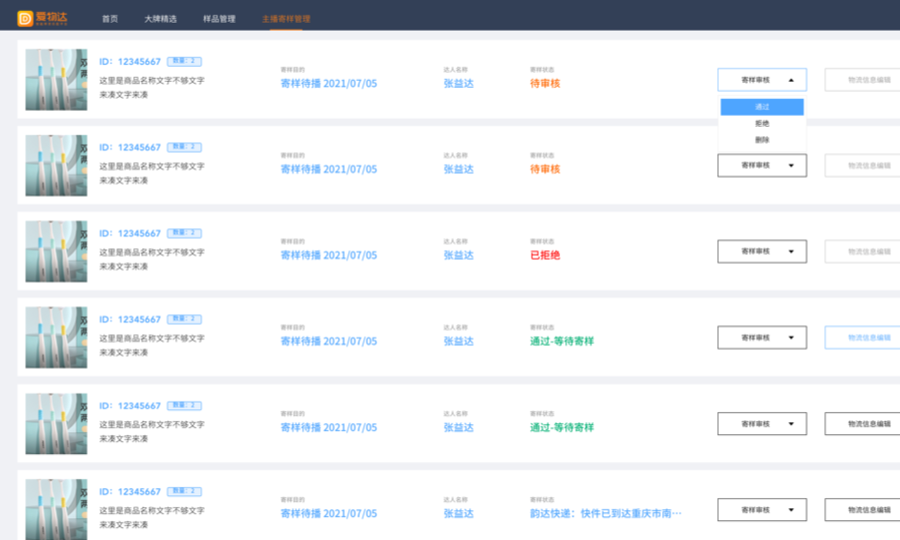 爱物达
首页 大牌精选 样品管理 主播寄样管理
ID: 12345667 数量: 2
这里是商品名称文字不够文字
来凑文字来凑
寄样目的
寄样待播 2021/07/05
达人名称
张益达
寄样状态
待审核
寄样审核
物流信息编辑
通过
拒绝
删除
ID: 12345667 数量: 2
这里是商品名称文字不够文字
来凑文字来凑
寄样目的
寄样待播 2021/07/05
达人名称
张益达
寄样状态
待审核
寄样审核
物流信息编辑
ID: 12345667 数量: 2
这里是商品名称文字不够文字
来凑文字来凑
寄样目的
寄样待播 2021/07/05
达人名称
张益达
寄样状态
已拒绝
寄样审核
物流信息编辑
ID: 12345667 数量: 2
这里是商品名称文字不够文字
来凑文字来凑
寄样目的
寄样待播 2021/07/05
达人名称
张益达
寄样状态
通过-等待寄样
寄样审核
物流信息编辑
ID: 12345667 数量: 2
这里是商品名称文字不够文字
来凑文字来凑
寄样目的
寄样待播 2021/07/05
达人名称
张益达
寄样状态
通过-等待寄样
寄样审核
物流信息编辑
ID: 12345667 数量: 2
这里是商品名称文字不够文字
来凑文字来凑
寄样目的
寄样待播 2021/07/05
达人名称
张益达
寄样状态
韵达快递：快件已到达重庆市南…
寄样审核
物流信息编辑